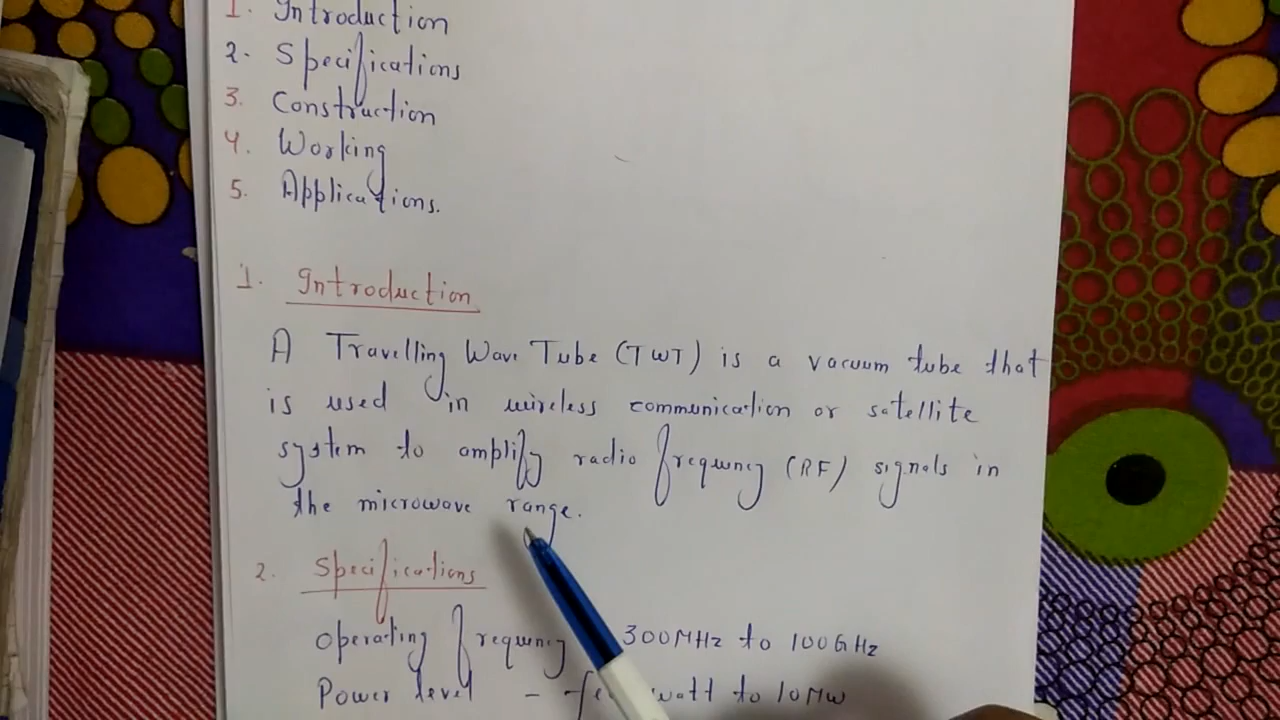 1. Introduction
2. Specifications
3. Construction
4. Working
5. Applications.
1. Introduction
A Travelling Wave Tube (TWT) is a vacuum tube that
is used in wireless communication or satellite
system to amplify radio frequency (RF) signals in
the microwave range.
2. Specifications
Operating frequency 300MHz to 100GHz
Power level - few watt to 10MW